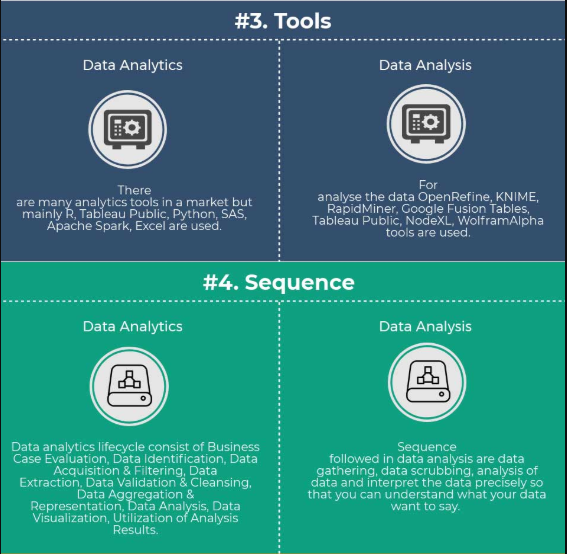 #3. Tools
Data Analytics
There
are many analytics tools in a market but
mainly R, Tableau Public, Python, SAS,
Apache Spark, Excel are used.
Data Analysis
For
analyse the data OpenRefine, KNIME,
RapidMiner, Google Fusion Tables,
Tableau Public, NodeXL, WolframAlpha
tools are used.
#4. Sequence
Data Analytics
Data analytics lifecycle consist of Business
Case Evaluation, Data Identification, Data
Acquisition & Filtering, Data
Extraction, Data Validation & Cleansing,
Data Aggregation &
Representation, Data Analysis, Data
Visualization, Utilization of Analysis
Results.
Data Analysis
Sequence
followed in data analysis are data
gathering, data scrubbing, analysis of
data and interpret the data precisely so
that you can understand what your data
want to say.